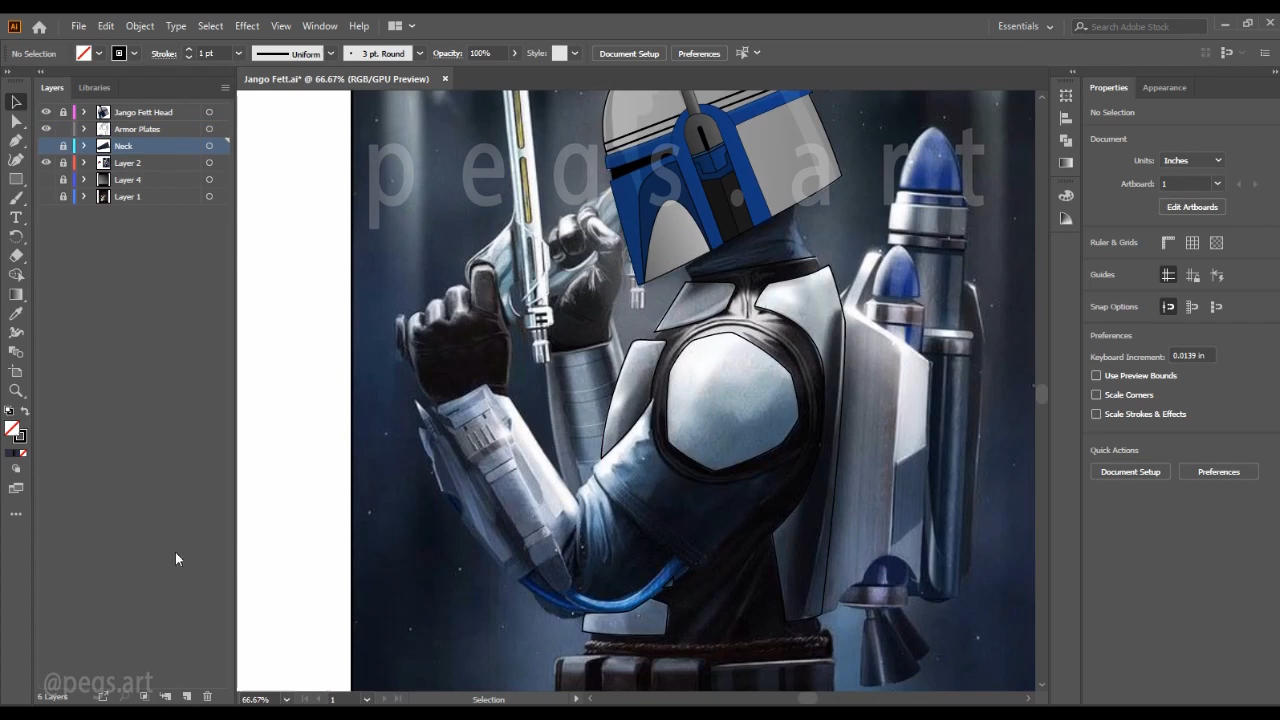 Ai File Edit Object Type Select Effect View Window Help Essentials Search Adobe Stock
No Selection Stroke: 1 pt Uniform 3 pt. Round Opacity: 100% Style: Document Setup Preferences
Layers Libraries
Jango Fett.ai* @ 66.67% (RGB/GPU Preview)
Properties Appearance
Jango Fett Head
Armor Plates
Neck
Layer 2
Layer 4
Layer 1
pegs.art
No Selection
Document
Units: Inches
Artboard: 1
Edit Artboards
Ruler & Grids
Guides
Snap Options
Preferences
Keyboard Increment: 0.0139 in
Use Preview Bounds
Scale Corners
Scale Strokes & Effects
Quick Actions
Document Setup Preferences
@pegs.art
6 Layers
66.67% 1 Selection